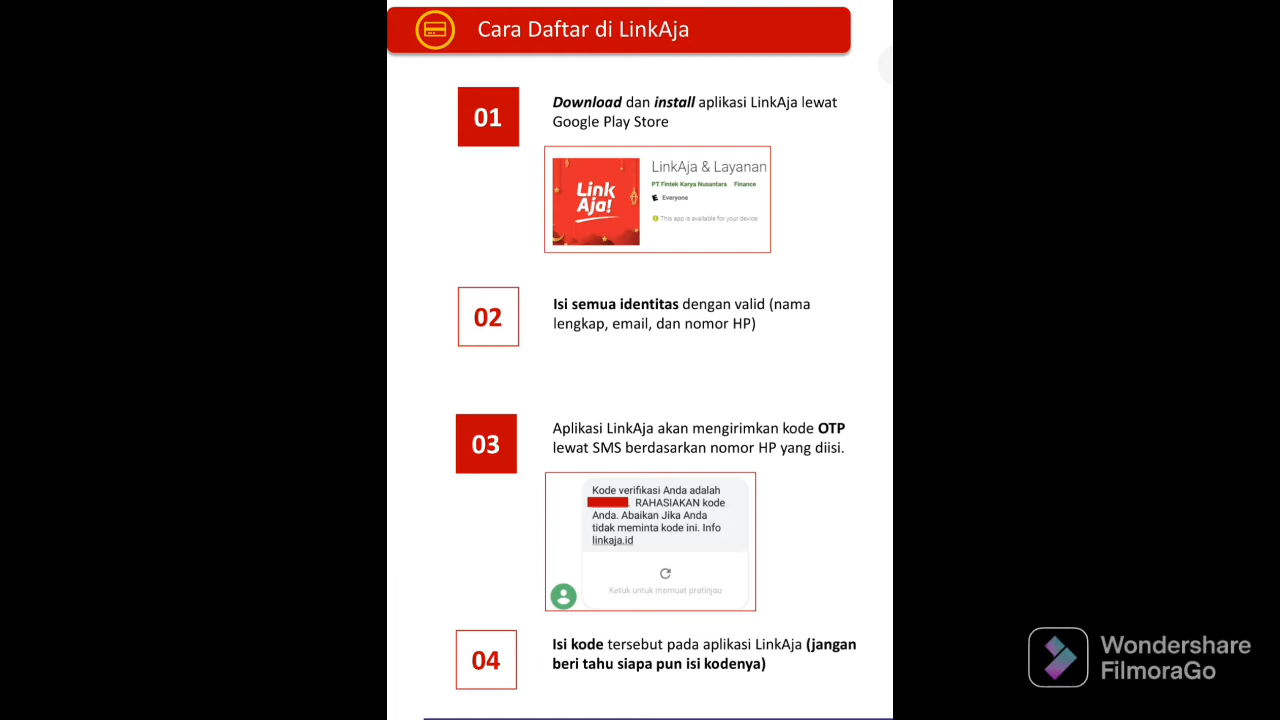 Cara Daftar di LinkAja
01
Download dan install aplikasi LinkAja lewat
Google Play Store
Link
Aja!
LinkAja & Layanan
PT Fintek Karya Nusantara Finance
E Everyone
This app is available for your device
02
Isi semua identitas dengan valid (nama
lengkap, email, dan nomor HP)
03
Aplikasi LinkAja akan mengirimkan kode OTP
lewat SMS berdasarkan nomor HP yang diisi.
Kode verifikasi Anda adalah
RAHASIAKAN kode
Anda. Abaikan Jika Anda
tidak meminta kode ini. Info
linkaja.id
Ketuk untuk memuat pratinjau
04
Isi kode tersebut pada aplikasi LinkAja (jangan
beri tahu siapa pun isi kodenya)
Wondershare
FilmoraGo